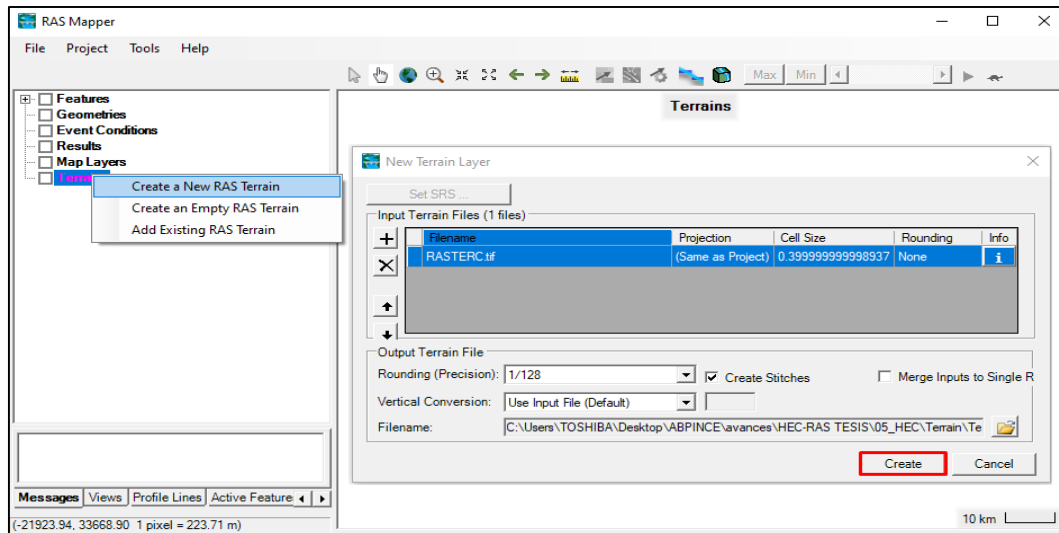 RAS Mapper
File Project Tools Help
Max Min
Features
Geometries
Event Conditions
Results
Map Layers
Create a New RAS Terrain
Create an Empty RAS Terrain
Add Existing RAS Terrain
Terrains
New Terrain Layer
Set SRS ...
Input Terrain Files (1 files)
Filename Projection Cell Size Rounding Info
RASTERC.tif (Same as Project) 0.399999999998937 None i
Output Terrain File
Rounding (Precision): 1/128 Create Stitches Merge Inputs to Single R
Vertical Conversion: Use Input File (Default)
Filename: C:\Users\TOSHIBA\Desktop\ABPINCE\avances\HEC-RAS TESIS\05_HEC\Terrain\Te
Create Cancel
Messages Views Profile Lines Active Feature
(-21923.94, 33668.90 1 pixel = 223.71 m)
10 km